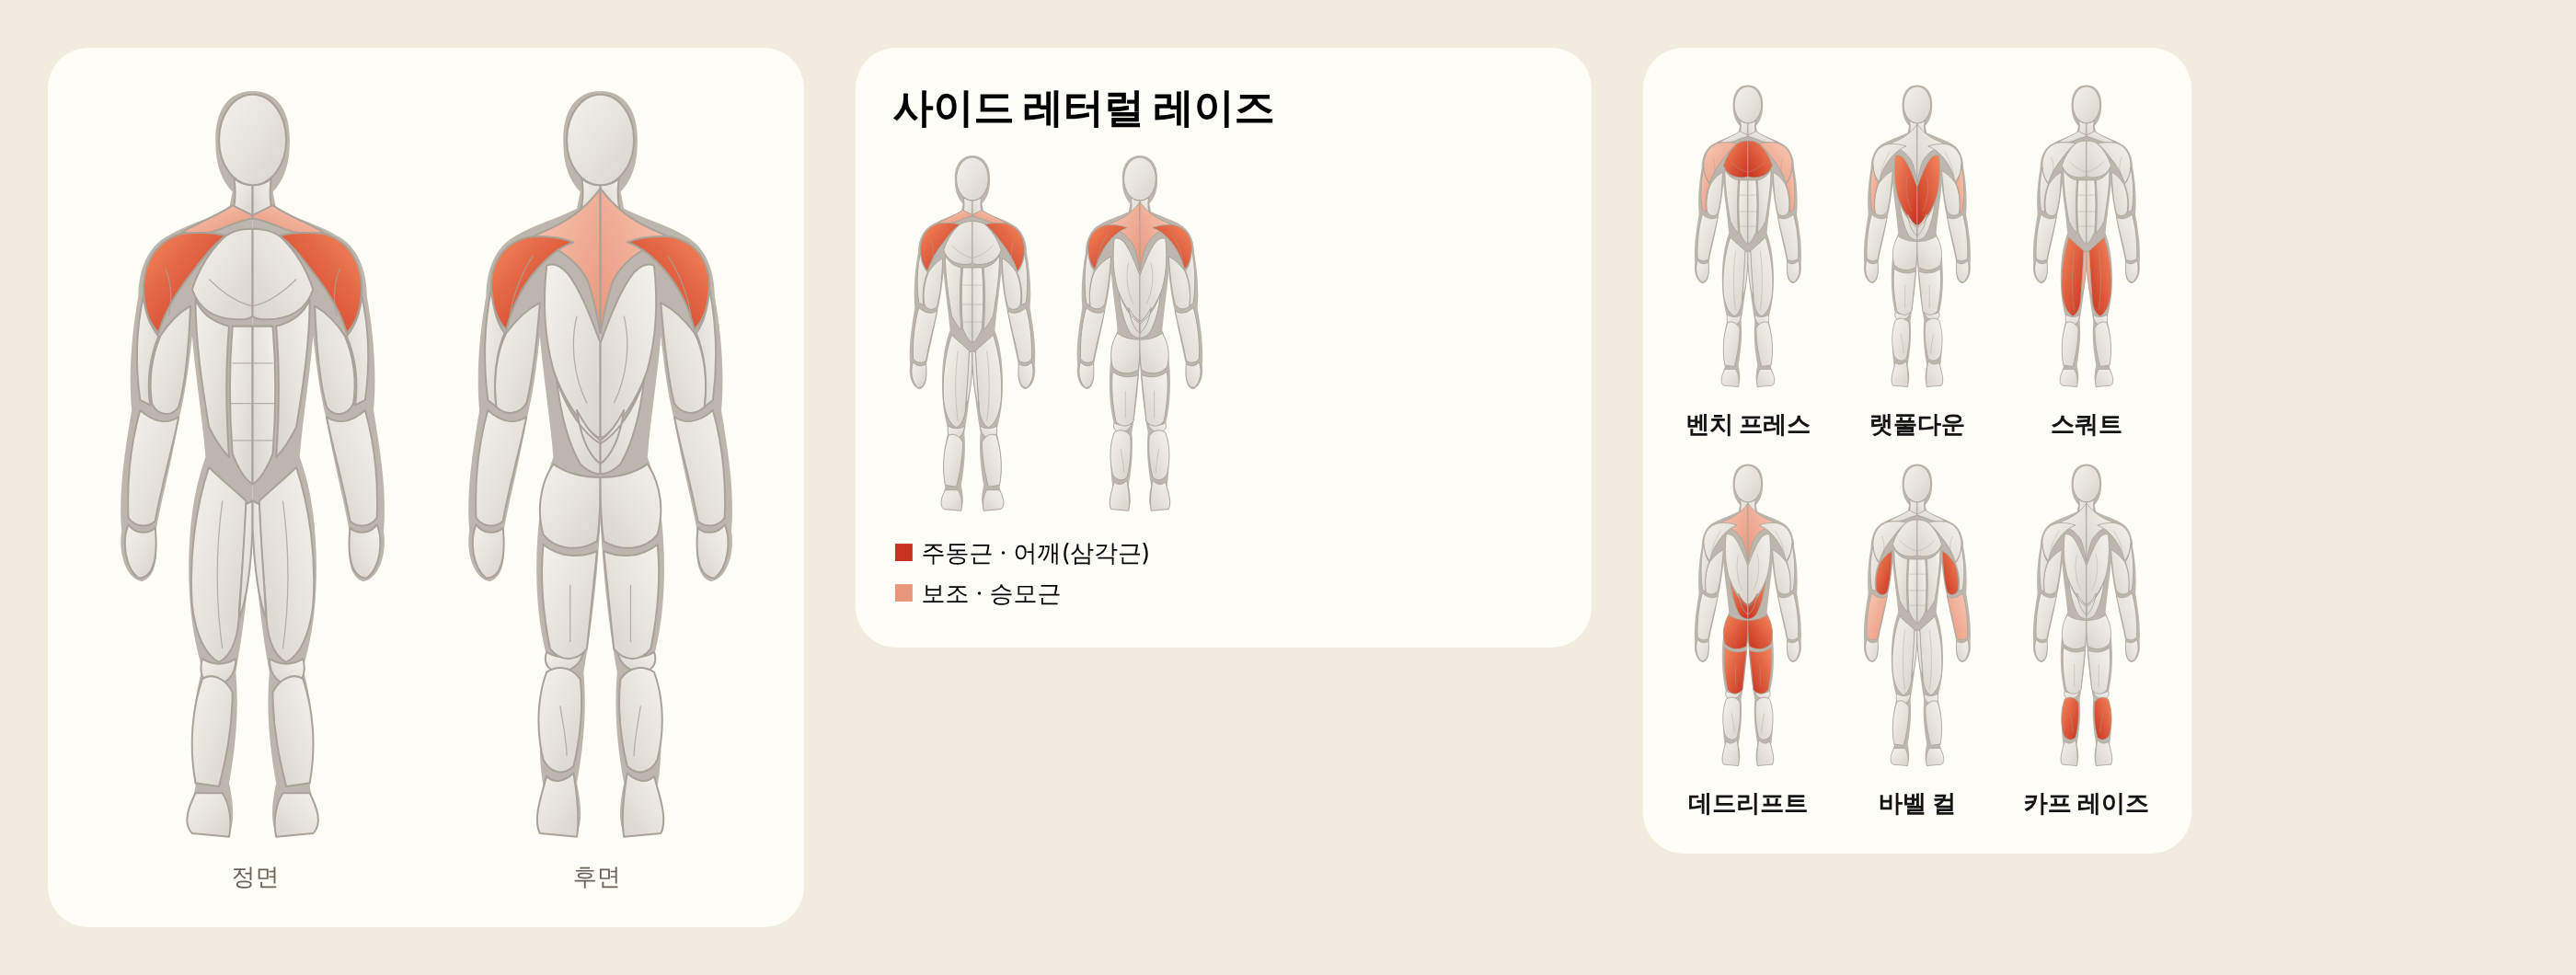 정면
후면
사이드 레터럴 레이즈
주동근 · 어깨(삼각근)
보조 · 승모근
벤치 프레스
랫풀다운
스쿼트
데드리프트
바벨 컬
카프 레이즈